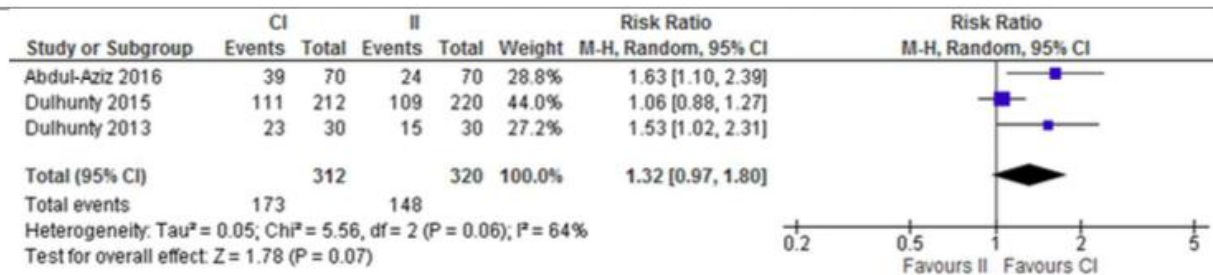 CI II Risk Ratio Risk Ratio
Study or Subgroup Events Total Events Total Weight M-H, Random, 95% CI M-H, Random, 95% CI
Abdul-Aziz 2016 39 70 24 70 28.8% 1.63 [1.10, 2.39]
Dulhunty 2015 111 212 109 220 44.0% 1.06 [0.88, 1.27]
Dulhunty 2013 23 30 15 30 27.2% 1.53 [1.02, 2.31]
Total (95% CI) 312 320 100.0% 1.32 [0.97, 1.80]
Total events 173 148
Heterogeneity: Tau² = 0.05; Chi² = 5.56, df = 2 (P = 0.06); I² = 64%
Test for overall effect: Z = 1.78 (P = 0.07)
0.2 0.5 1 2 5
Favours II Favours CI